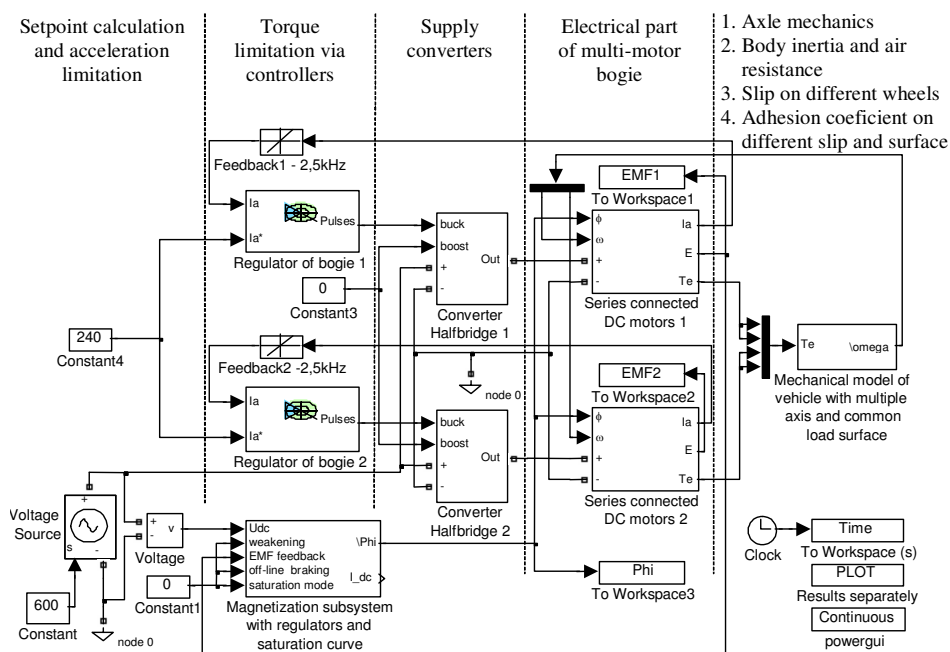 Setpoint calculation
and acceleration
limitation
Torque
limitation via
controllers
Supply
converters
Electrical part
of multi-motor
bogie
1. Axle mechanics
2. Body inertia and air
resistance
3. Slip on different wheels
4. Adhesion coeficient on
different slip and surface
Feedback1 - 2,5kHz
Ia
Ia*
Pulses
Regulator of bogie 1
buck
boost
+
-
Out
Converter
Halfbridge 1
0
Constant3
240
Constant4
EMF1
To Workspace1
ϕ
ω
+
-
Ia
E
Te
Series connected
DC motors 1
Feedback2 -2,5kHz
Ia
Ia*
Pulses
Regulator of bogie 2
node 0
buck
boost
+
-
Out
Converter
Halfbridge 2
EMF2
To Workspace2
ϕ
ω
+
-
Ia
E
Te
Series connected
DC motors 2
Te
\omega
Mechanical model of
vehicle with multiple
axis and common
load surface
Voltage
Source
+
s
-
+
-
v
Voltage
600
Constant
node 0
0
Constant1
Udc
weakening
EMF feedback
off-line braking
saturation mode
\Phi
I_dc
Magnetization subsystem
with regulators and
saturation curve
Phi
To Workspace3
Clock
Time
To Workspace (s)
PLOT
Results separately
Continuous
powergui